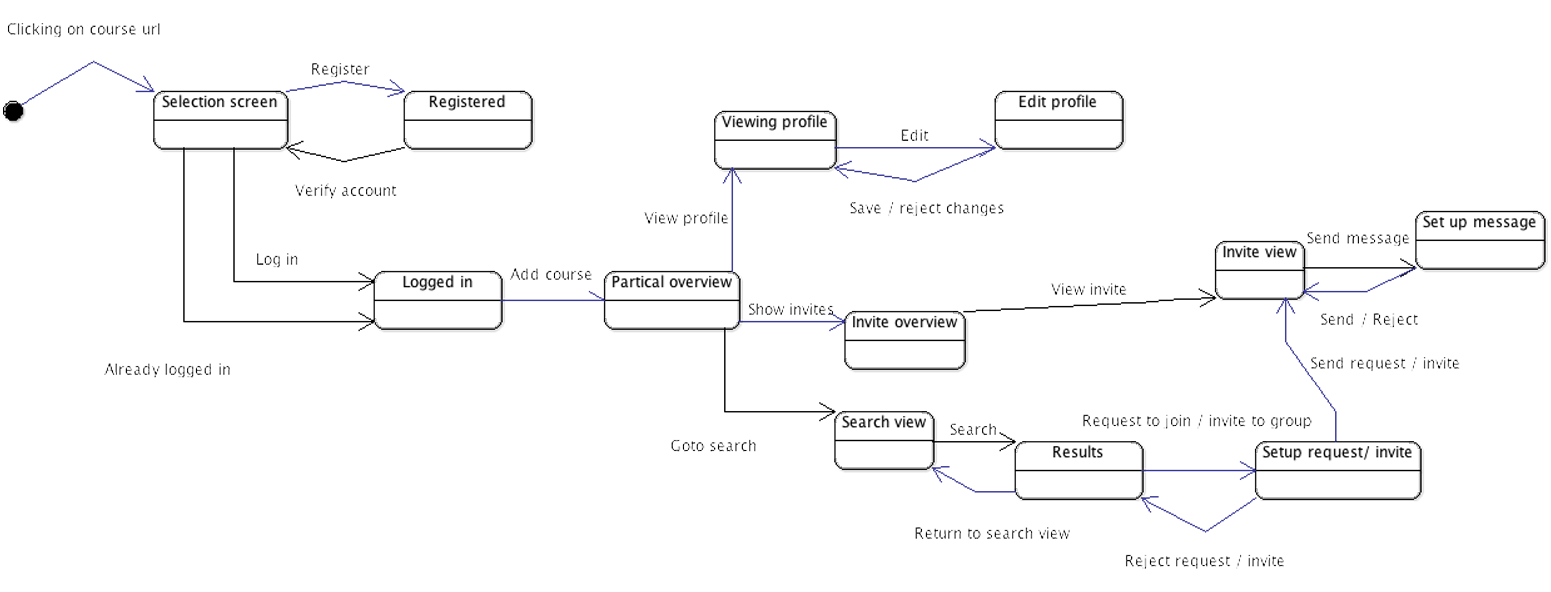 Clicking on course url
Register
Selection screen
Registered
Verify account
Viewing profile
Edit profile
Edit
Save / reject changes
View profile
Log in
Logged in
Add course
Partical overview
Already logged in
Show invites
Invite overview
View invite
Invite view
Send message
Set up message
Send / Reject
Send request / invite
Goto search
Search view
Search
Results
Request to join / invite to group
Setup request/ invite
Return to search view
Reject request / invite